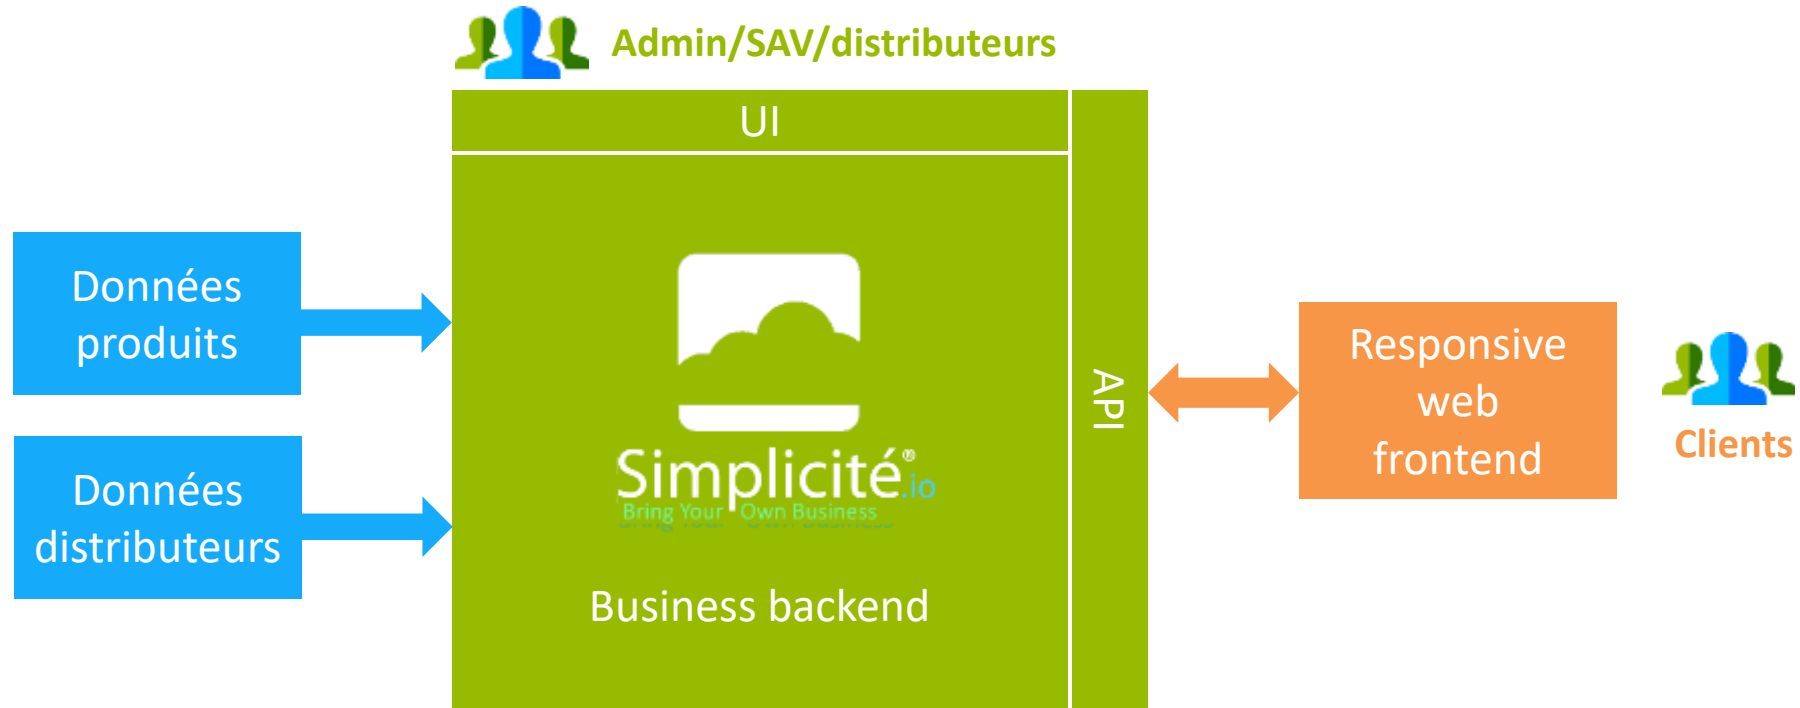 Admin/SAV/distributeurs
UI
Données
produits
Données
distributeurs
Simplicité®.io
Bring Your Own Business
Business backend
API
Responsive
web
frontend
Clients